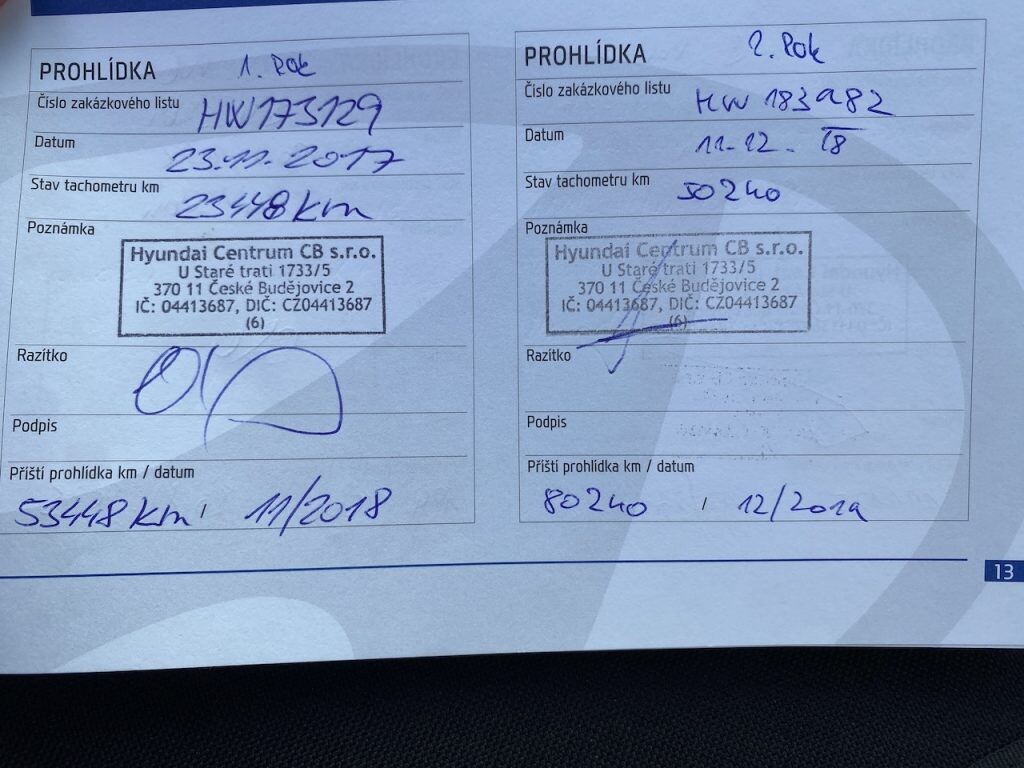 PROHLÍDKA 1. Rok
Číslo zakázkového listu HW173129
Datum 23.11.2017
Stav tachometru km 23448 km
Poznámka
Hyundai Centrum CB s.r.o.
U Staré trati 1733/5
370 11 České Budějovice 2
IČ: 04413687, DIČ: CZ04413687
(6)
Razítko
Podpis
Příští prohlídka km / datum
53448 km / 11/2018
PROHLÍDKA 2. Rok
Číslo zakázkového listu HW 183982
Datum 11.12. 18
Stav tachometru km 50240
Poznámka
Hyundai Centrum CB s.r.o.
U Staré trati 1733/5
370 11 České Budějovice 2
IČ: 04413687, DIČ: CZ04413687
(6)
Razítko
Podpis
Příští prohlídka km / datum
80240 / 12/2019
13